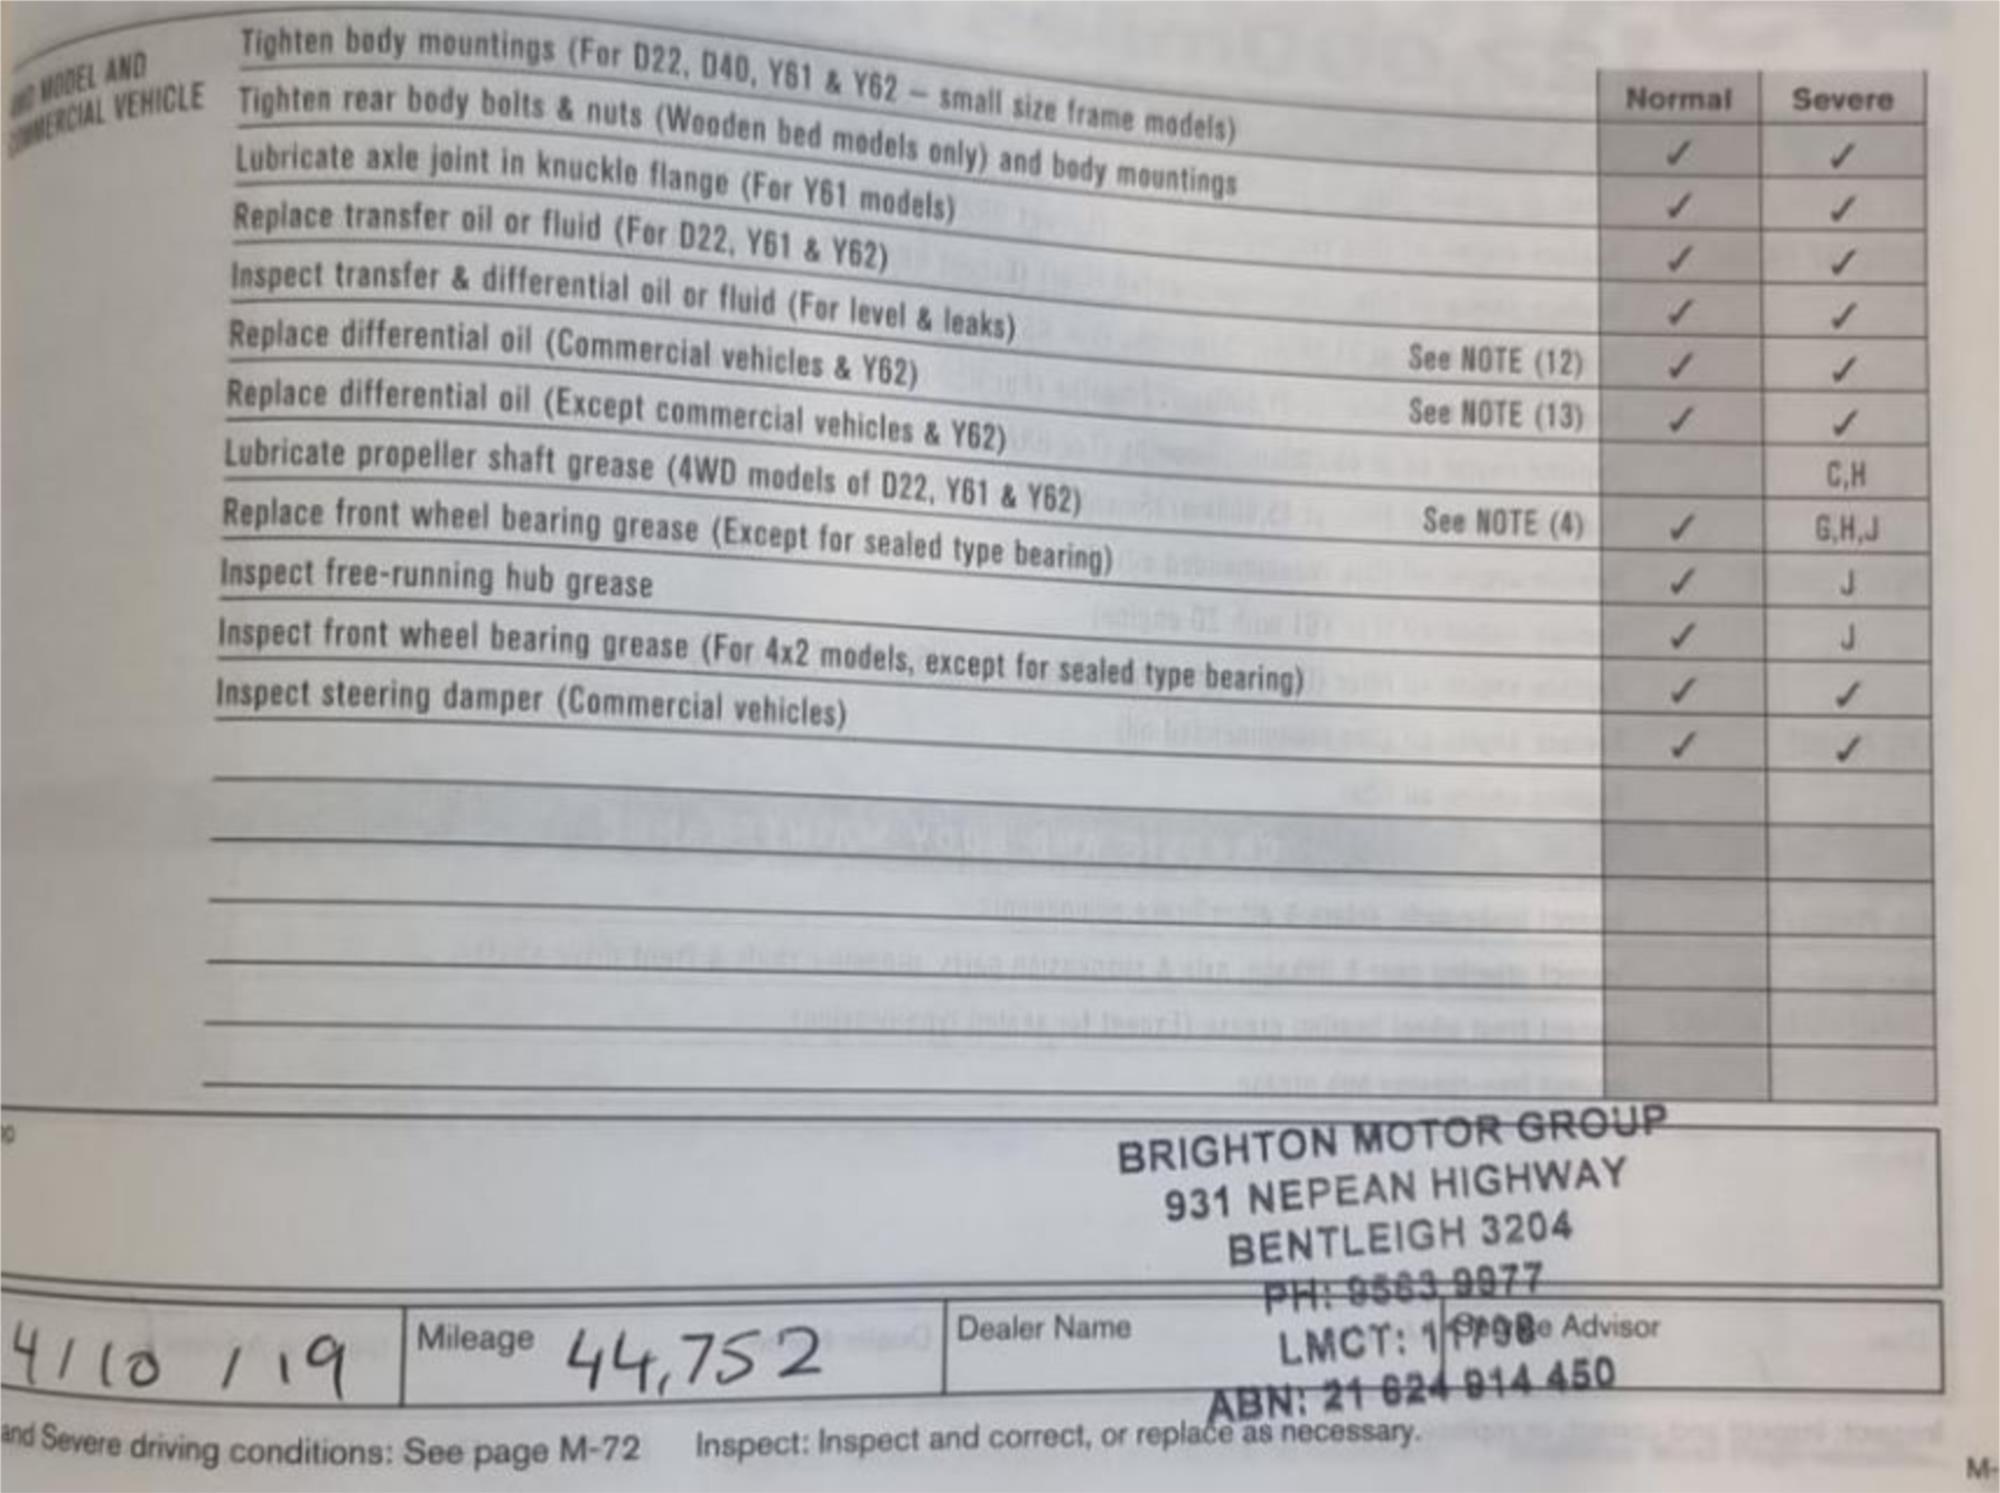 MODEL AND
COMMERCIAL VEHICLE
Normal Severe
Tighten body mountings (For D22, D40, Y61 & Y62 – small size frame models) ✓ ✓
Tighten rear body bolts & nuts (Wooden bed models only) and body mountings ✓ ✓
Lubricate axle joint in knuckle flange (For Y61 models) ✓ ✓
Replace transfer oil or fluid (For D22, Y61 & Y62) ✓ ✓
Inspect transfer & differential oil or fluid (For level & leaks) See NOTE (12) ✓ ✓
Replace differential oil (Commercial vehicles & Y62) See NOTE (13) ✓ ✓
Replace differential oil (Except commercial vehicles & Y62) C,H
Lubricate propeller shaft grease (4WD models of D22, Y61 & Y62) See NOTE (4) ✓ G,H,J
Replace front wheel bearing grease (Except for sealed type bearing) ✓ J
Inspect free-running hub grease ✓ J
Inspect front wheel bearing grease (For 4x2 models, except for sealed type bearing) ✓ ✓
Inspect steering damper (Commercial vehicles) ✓ ✓
BRIGHTON MOTOR GROUP
931 NEPEAN HIGHWAY
BENTLEIGH 3204
PH: 9563 9977
LMCT: 11798
ABN: 21 624 914 450
4/10/19 Mileage 44,752 Dealer Name Advisor
and Severe driving conditions: See page M-72 Inspect: Inspect and correct, or replace as necessary.
M-